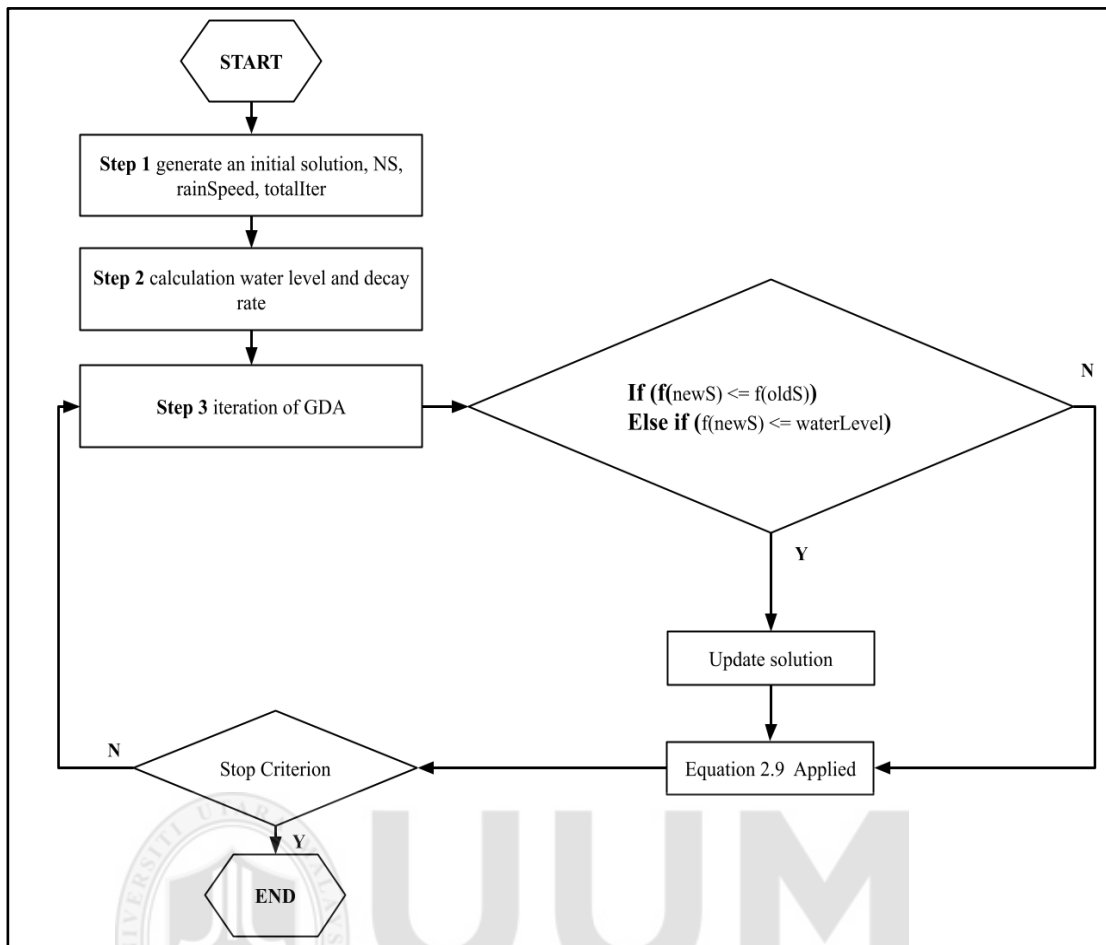 START
Step 1 generate an initial solution, NS,
rainSpeed, totalIter
Step 2 calculation water level and decay
rate
Step 3 iteration of GDA
If (f(newS) <= f(oldS))
Else if (f(newS) <= waterLevel)
N
Y
Update solution
Equation 2.9 Applied
Stop Criterion
N
Y
END
UUM